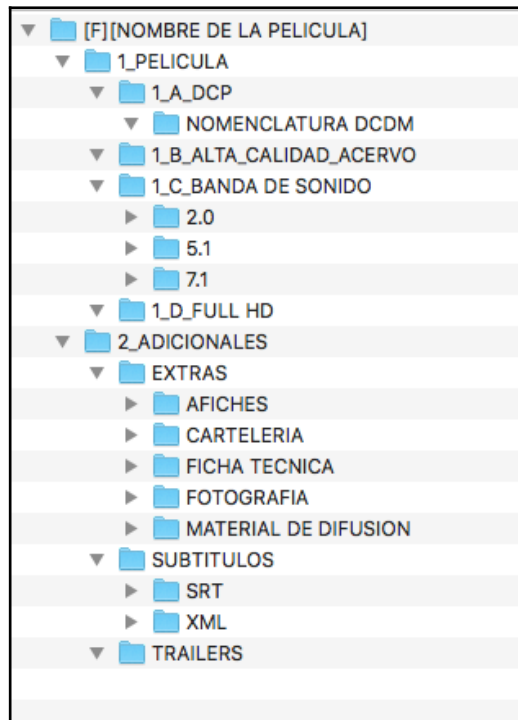 [F][NOMBRE DE LA PELICULA]
1_PELICULA
1_A_DCP
NOMENCLATURA DCDM
1_B_ALTA_CALIDAD_ACERVO
1_C_BANDA DE SONIDO
2.0
5.1
7.1
1_D_FULL HD
2_ADICIONALES
EXTRAS
AFICHES
CARTELERIA
FICHA TECNICA
FOTOGRAFIA
MATERIAL DE DIFUSION
SUBTITULOS
SRT
XML
TRAILERS